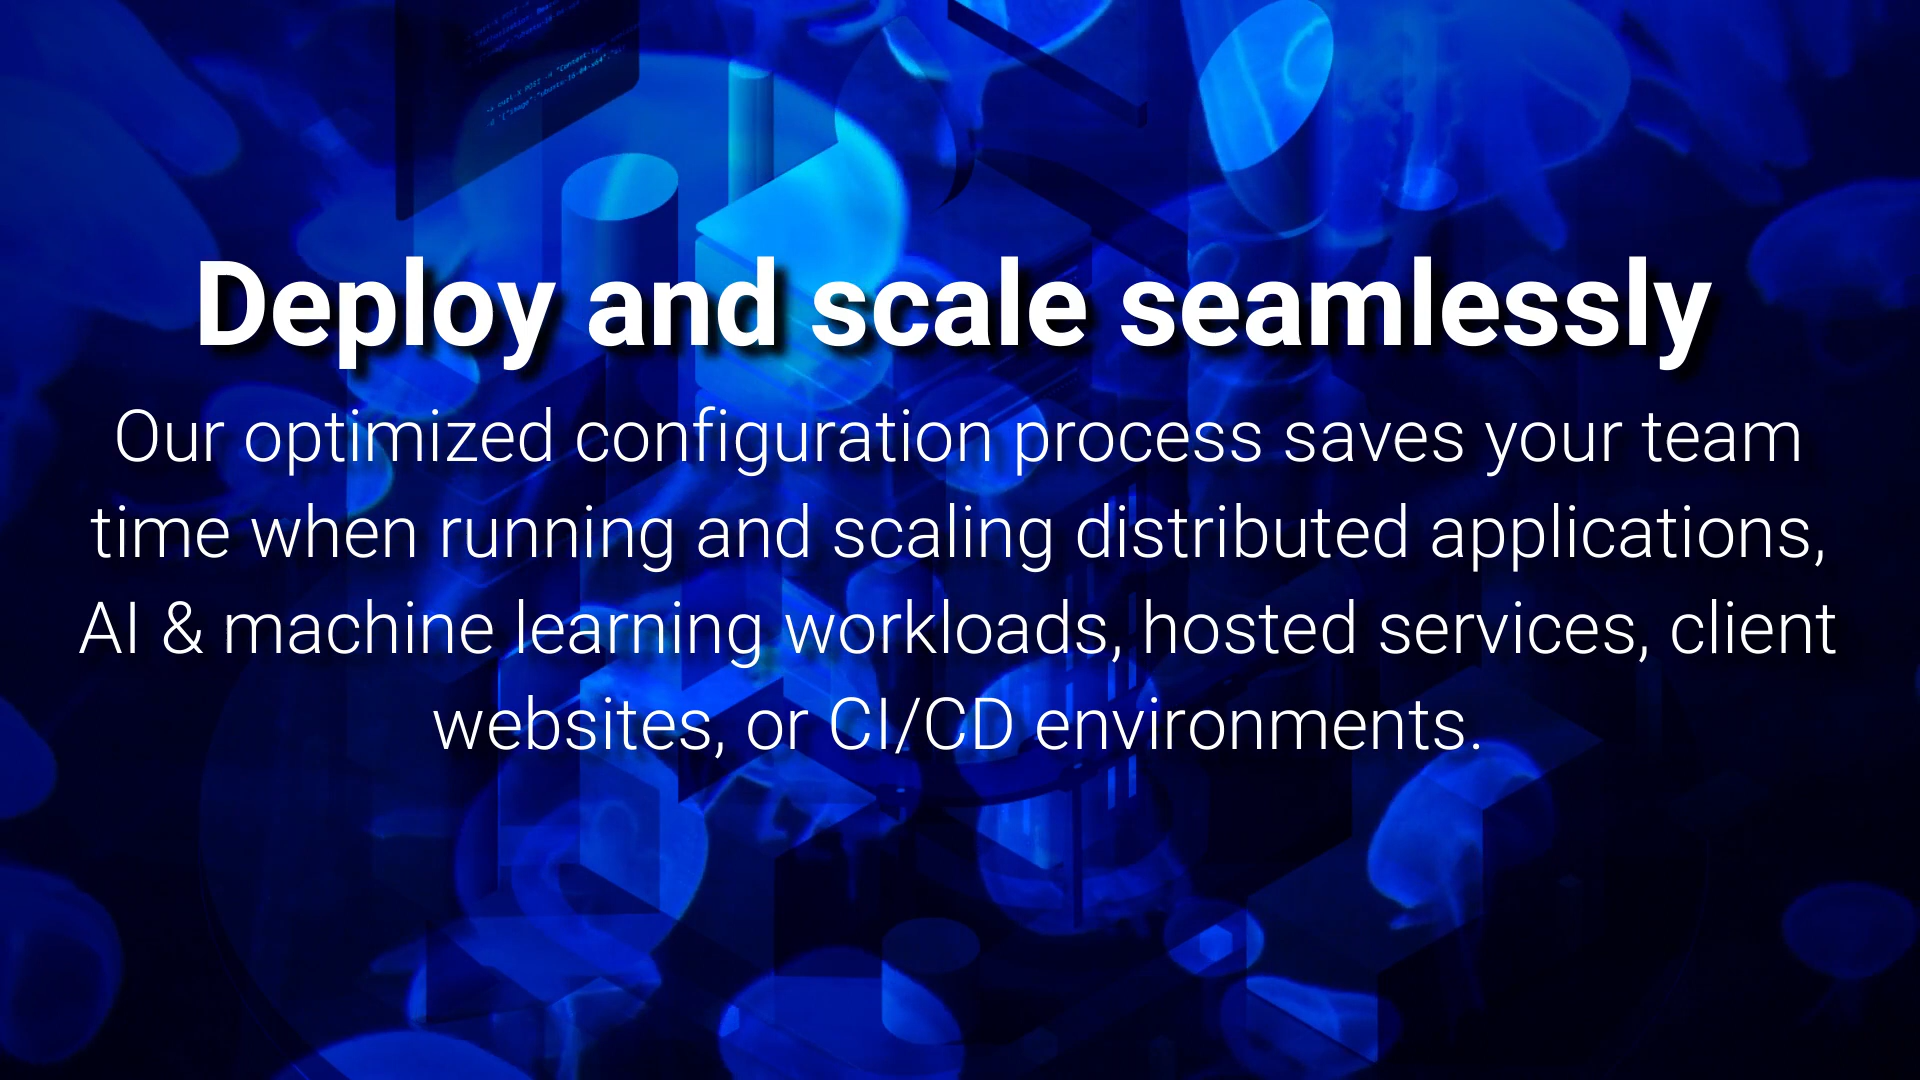 Deploy and scale seamlessly
Our optimized configuration process saves your team
time when running and scaling distributed applications,
AI & machine learning workloads, hosted services, client
websites, or CI/CD environments.